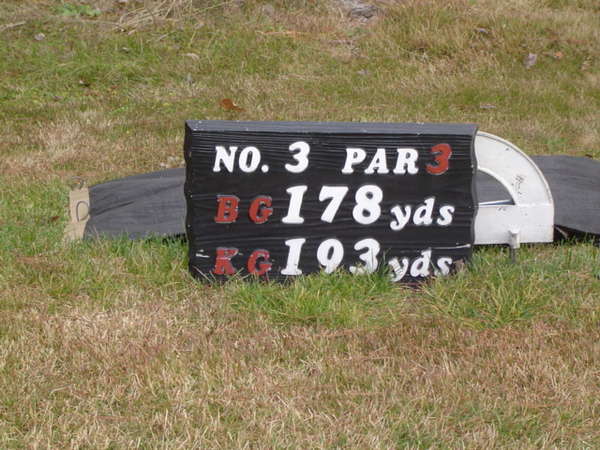 NO. 3 PAR 3
BG 178 yds
KG 193 yds